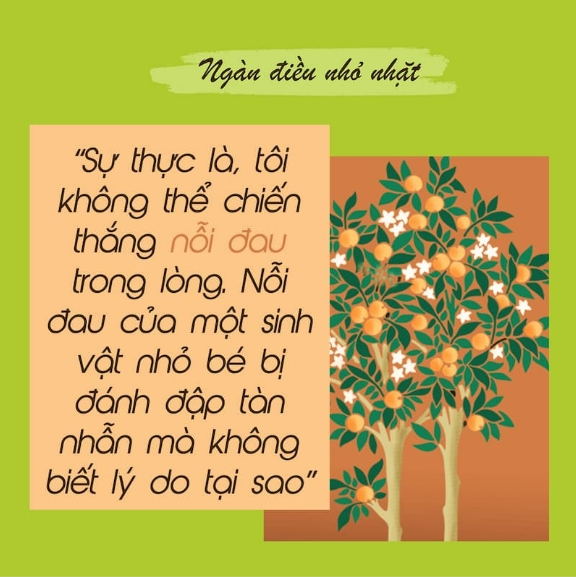 Ngàn điều nhỏ nhặt
“Sự thực là, tôi
không thể chiến
thắng nỗi đau
trong lòng. Nỗi
đau của một sinh
vật nhỏ bé bị
đánh đập tàn
nhẫn mà không
biết lý do tại sao”